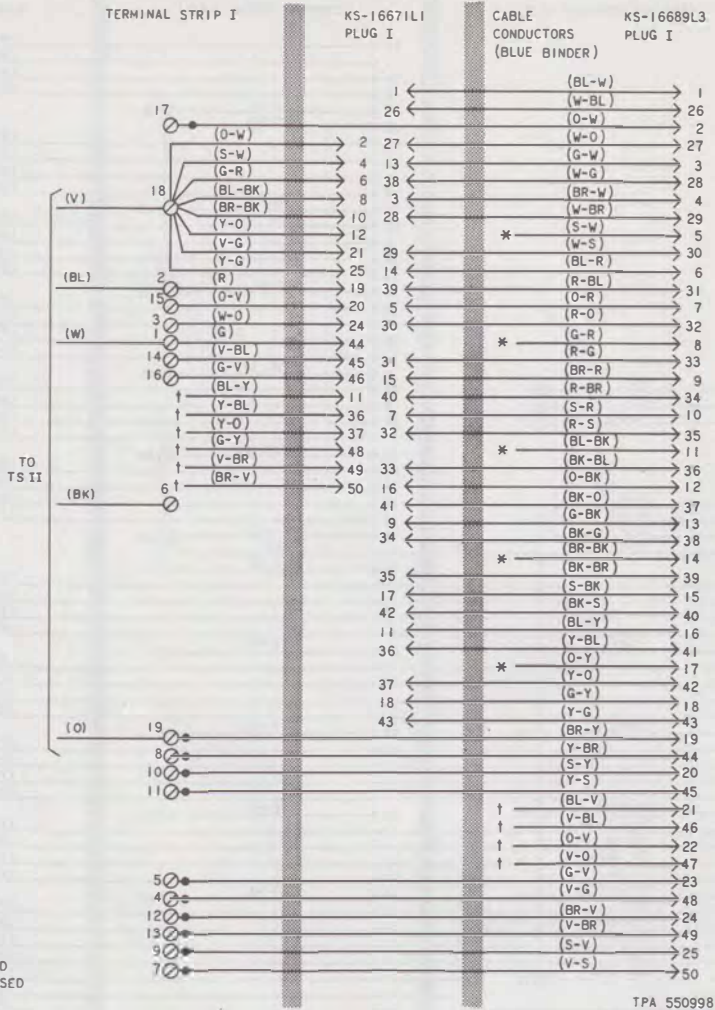 TERMINAL STRIP I KS-16671L1 CABLE KS-16689L3
PLUG I CONDUCTORS PLUG I
(BLUE BINDER)
(BL-W)
1 1
(W-BL)
26 26
17 (O-W)
2
(O-W) (W-O)
2 27 27
(S-W) (G-W)
4 13 3
(G-R) (W-G)
6 38 28
(V) 18 (BL-BK) (BR-W)
8 3 4
(BR-BK) (W-BR)
10 28 29
(Y-O) (S-W)
12 * 5
(V-G) (W-S)
21 29 30
(Y-G) (BL-R)
25 14 6
(BL) 2 (R) (R-BL)
19 39 31
15 (O-V) (O-R)
20 5 7
3 (W-O) (R-O)
24 30 32
(W) 1 (G) (G-R)
44 * 8
14 (V-BL) (R-G)
45 31 33
16 (G-V) (BR-R)
46 15 9
(BL-Y) (R-BR)
† 11 40 34
(Y-BL) (S-R)
† 36 7 10
(Y-O) (R-S)
† 37 32 35
(G-Y) (BL-BK)
† 48 * 11
(V-BR) (BK-BL)
† 49 33 36
(BR-V) (O-BK)
† 50 16 12
TO
TS II
(BK) 6 (BK-O)
41 37
(G-BK)
9 13
(BK-G)
34 38
(BR-BK)
* 14
(BK-BR)
35 39
(S-BK)
17 15
(BK-S)
42 40
(BL-Y)
11 16
(Y-BL)
36 41
(O-Y)
* 17
(Y-O)
37 42
(G-Y)
18 18
(Y-G)
43 43
(O) 19 (BR-Y)
19
8 (Y-BR)
44
10 (S-Y)
20
11 (Y-S)
45
(BL-V)
† 21
(V-BL)
† 46
(O-V)
† 22
(V-O)
† 47
5 (G-V)
23
4 (V-G)
48
12 (BR-V)
24
13 (V-BR)
49
9 (S-V)
25
7 (V-S)
50
D
SED
TPA 550998